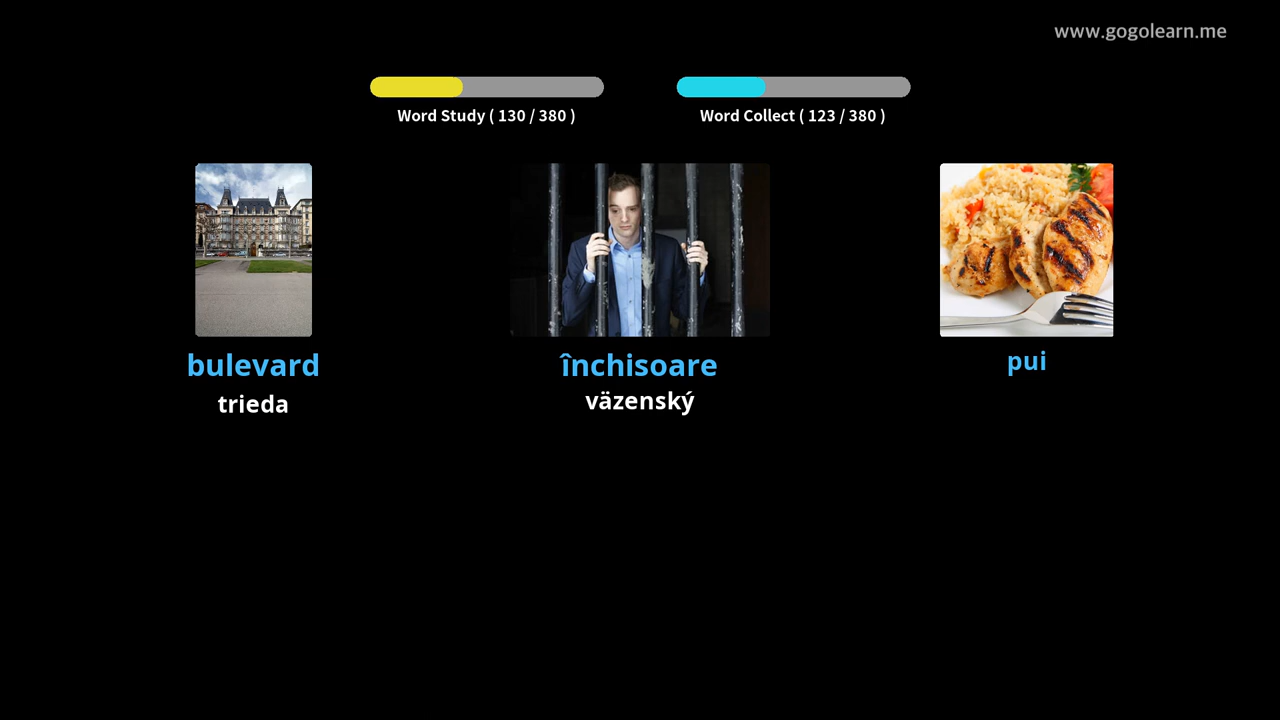 www.gogolearn.me
Word Study ( 130 / 380 )
Word Collect ( 123 / 380 )
bulevard
închisoare
pui
trieda
väzenský